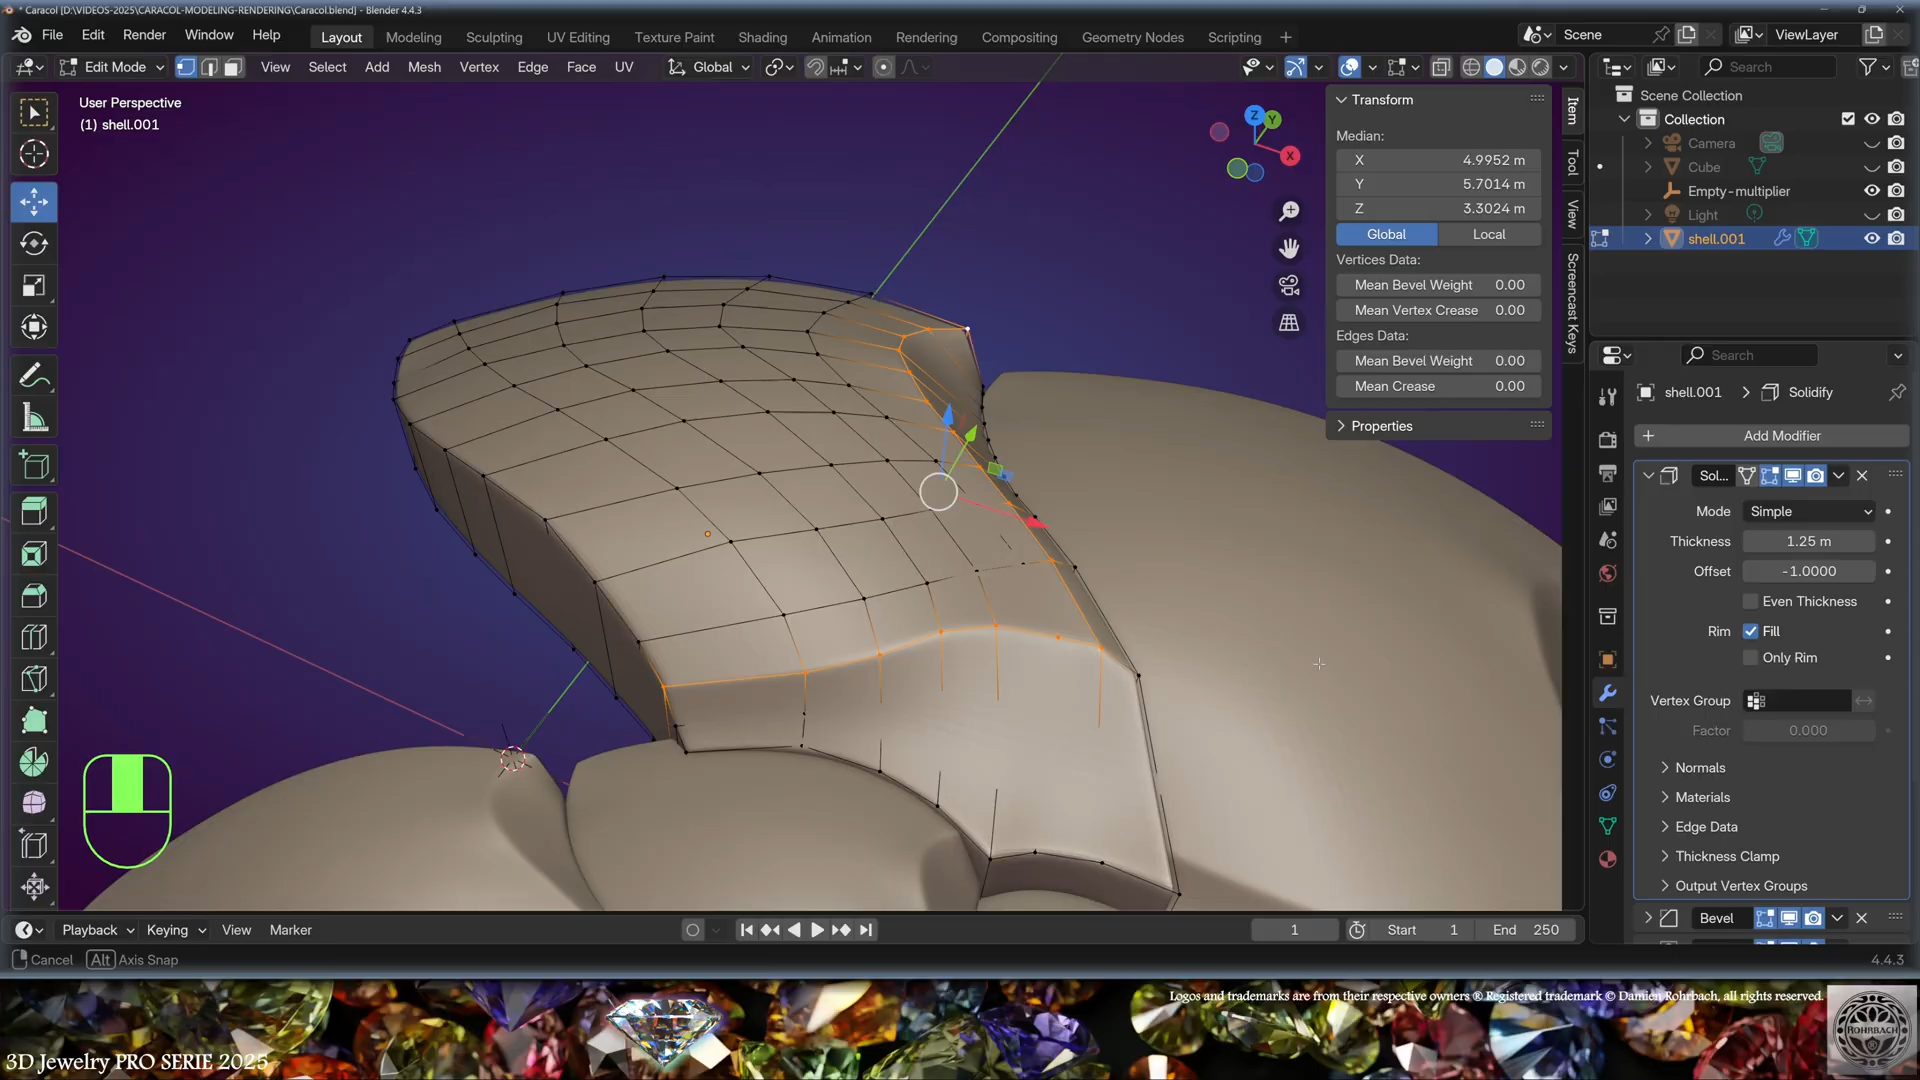 * Caracol [D:\VIDEOS-2025\CARACOL-MODELING-RENDERING\Caracol.blend] - Blender 4.4.3
File Edit Render Window Help Layout Modeling Sculpting UV Editing Texture Paint Shading Animation Rendering Compositing Geometry Nodes Scripting + Scene ViewLayer
Edit Mode View Select Add Mesh Vertex Edge Face UV Global Search
User Perspective
(1) shell.001
Z
Y
X
Transform
Median:
X 4.9952 m
Y 5.7014 m
Z 3.3024 m
Global Local
Vertices Data:
Mean Bevel Weight 0.00
Mean Vertex Crease 0.00
Edges Data:
Mean Bevel Weight 0.00
Mean Crease 0.00
Properties
Item
Tool
View
Screencast Keys
Scene Collection
Collection
Camera
Cube
Empty-multiplier
Light
shell.001
Search
shell.001 > Solidify
+ Add Modifier
Sol...
Mode Simple
Thickness 1.25 m
Offset -1.0000
Even Thickness
Rim Fill
Only Rim
Vertex Group
Factor 0.000
Normals
Materials
Edge Data
Thickness Clamp
Output Vertex Groups
Bevel
Playback Keying View Marker 1 Start 1 End 250
Cancel Alt Axis Snap 4.4.3
Logos and trademarks are from their respective owners ® Registered trademark © Damien Rohrbach, all rights reserved.
ROHRBACH
®
3D Jewelry PRO SERIE 2025